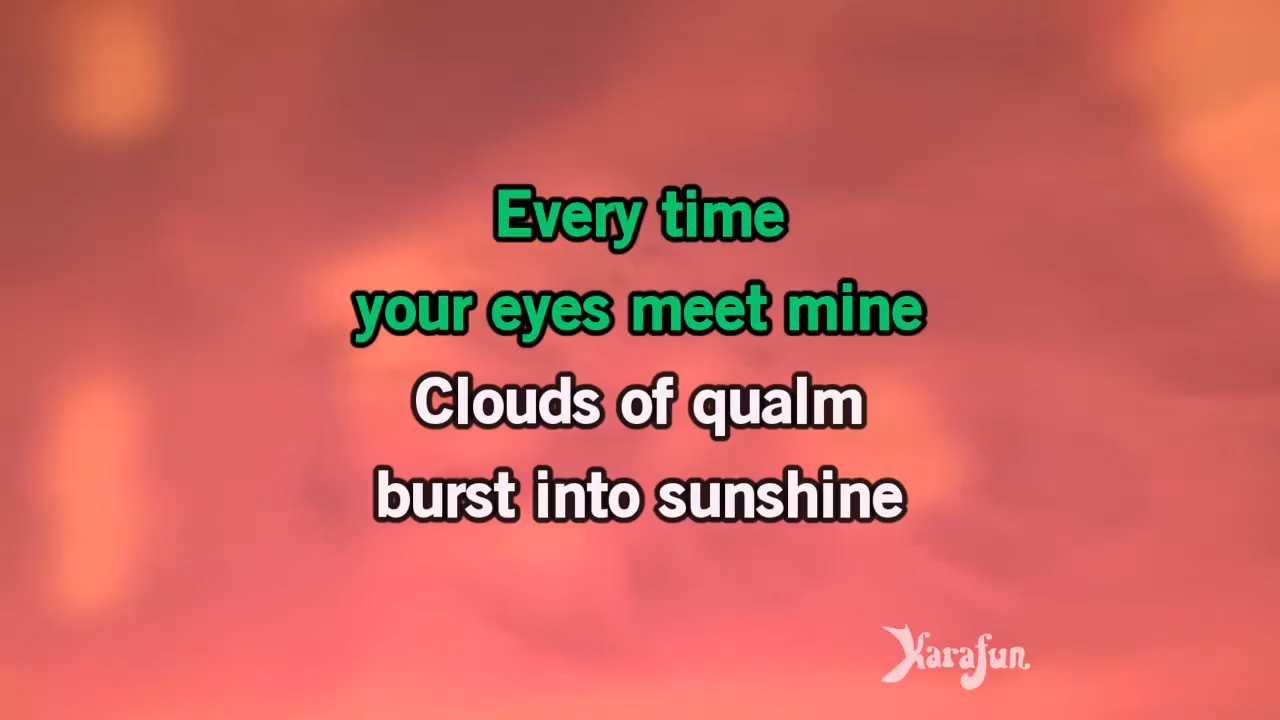 Every time
your eyes meet mine
Clouds of qualm
burst into sunshine
Karafun